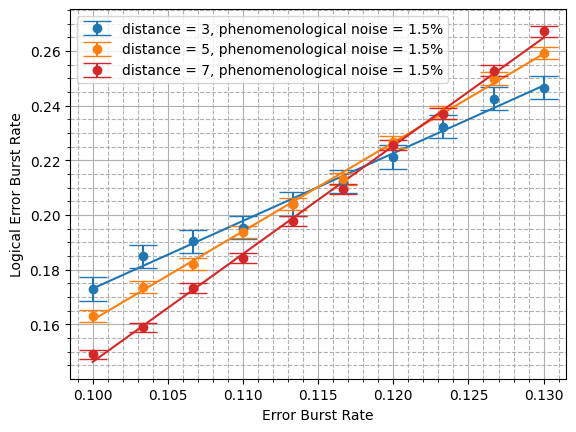 distance = 3, phenomenological noise = 1.5%
distance = 5, phenomenological noise = 1.5%
distance = 7, phenomenological noise = 1.5%
Logical Error Burst Rate
0.26
0.24
0.22
0.20
0.18
0.16
0.100 0.105 0.110 0.115 0.120 0.125 0.130
Error Burst Rate